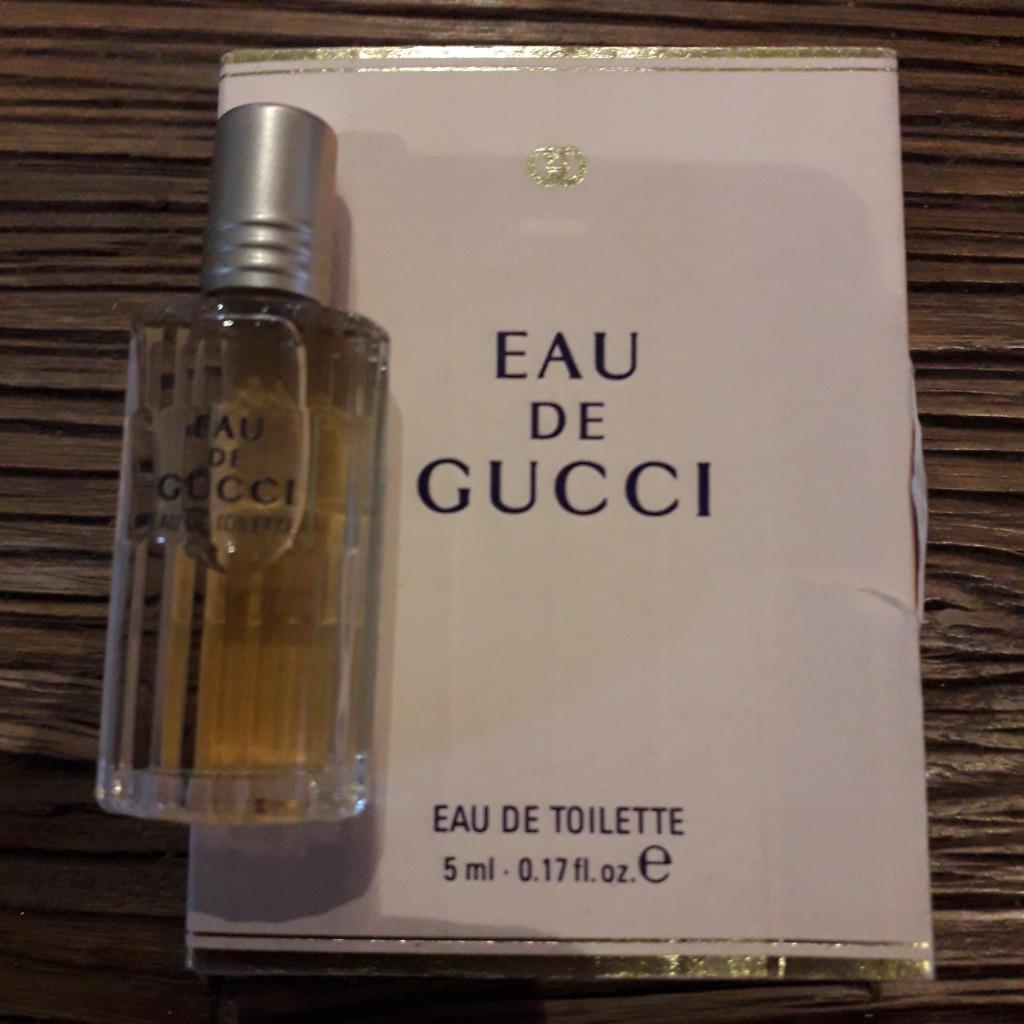 EAU
DE
GUCCI
EAU DE TOILETTE
EAU
DE
GUCCI
EAU DE TOILETTE
5 ml · 0.17 fl. oz. e